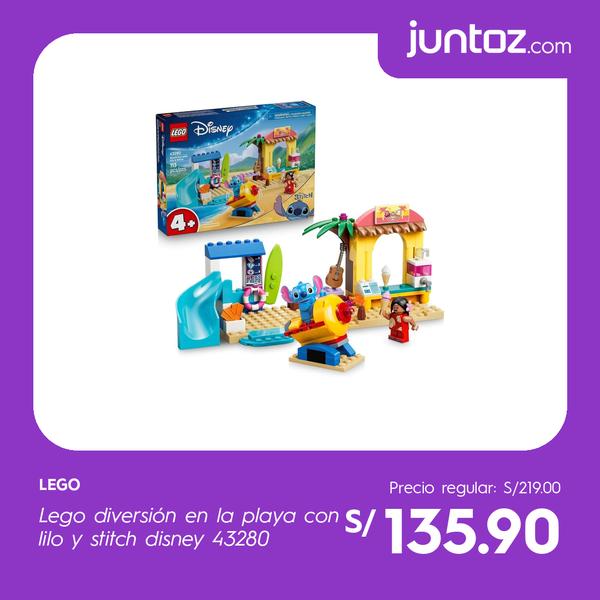 juntoz.com
LEGO Disney
4+
Stitch
LEGO
Precio regular: S/219.00
Lego diversión en la playa con
lilo y stitch disney 43280
S/ 135.90